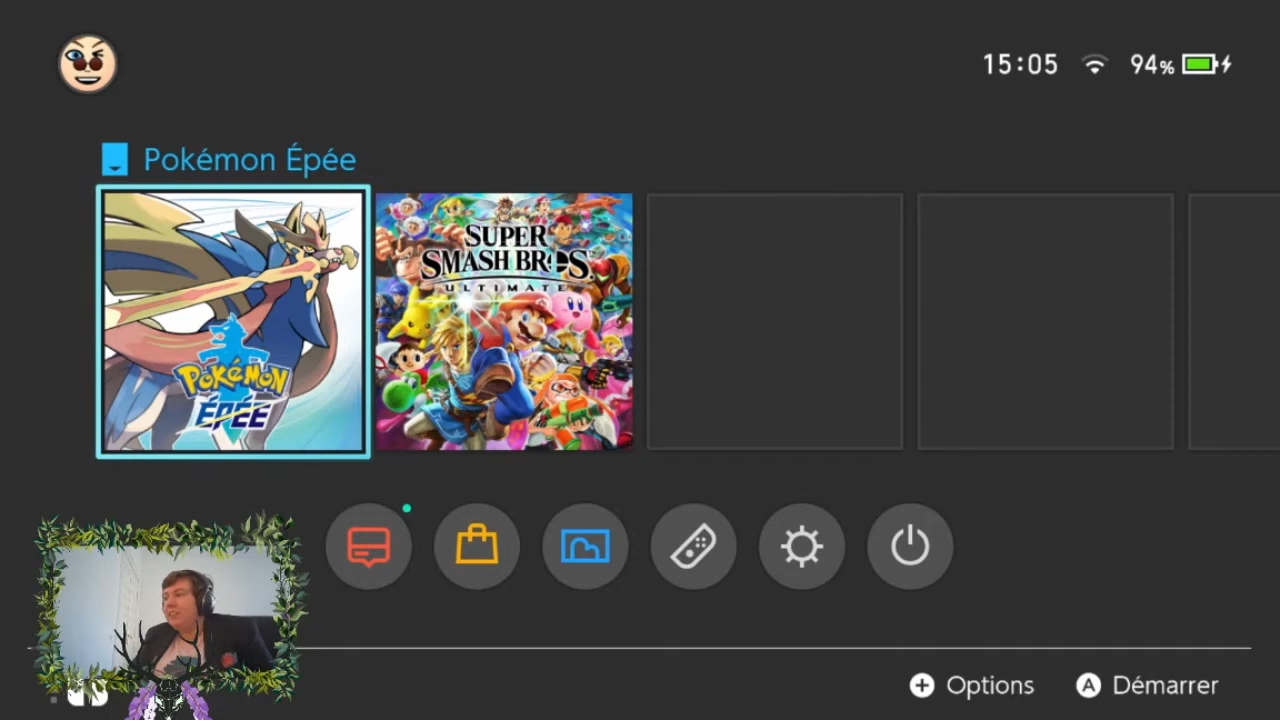 15:05 94%
Pokémon Épée
SUPER
SMASH BROS.
ULTIMATE
POKéMON
ÉPÉE
+ Options A Démarrer